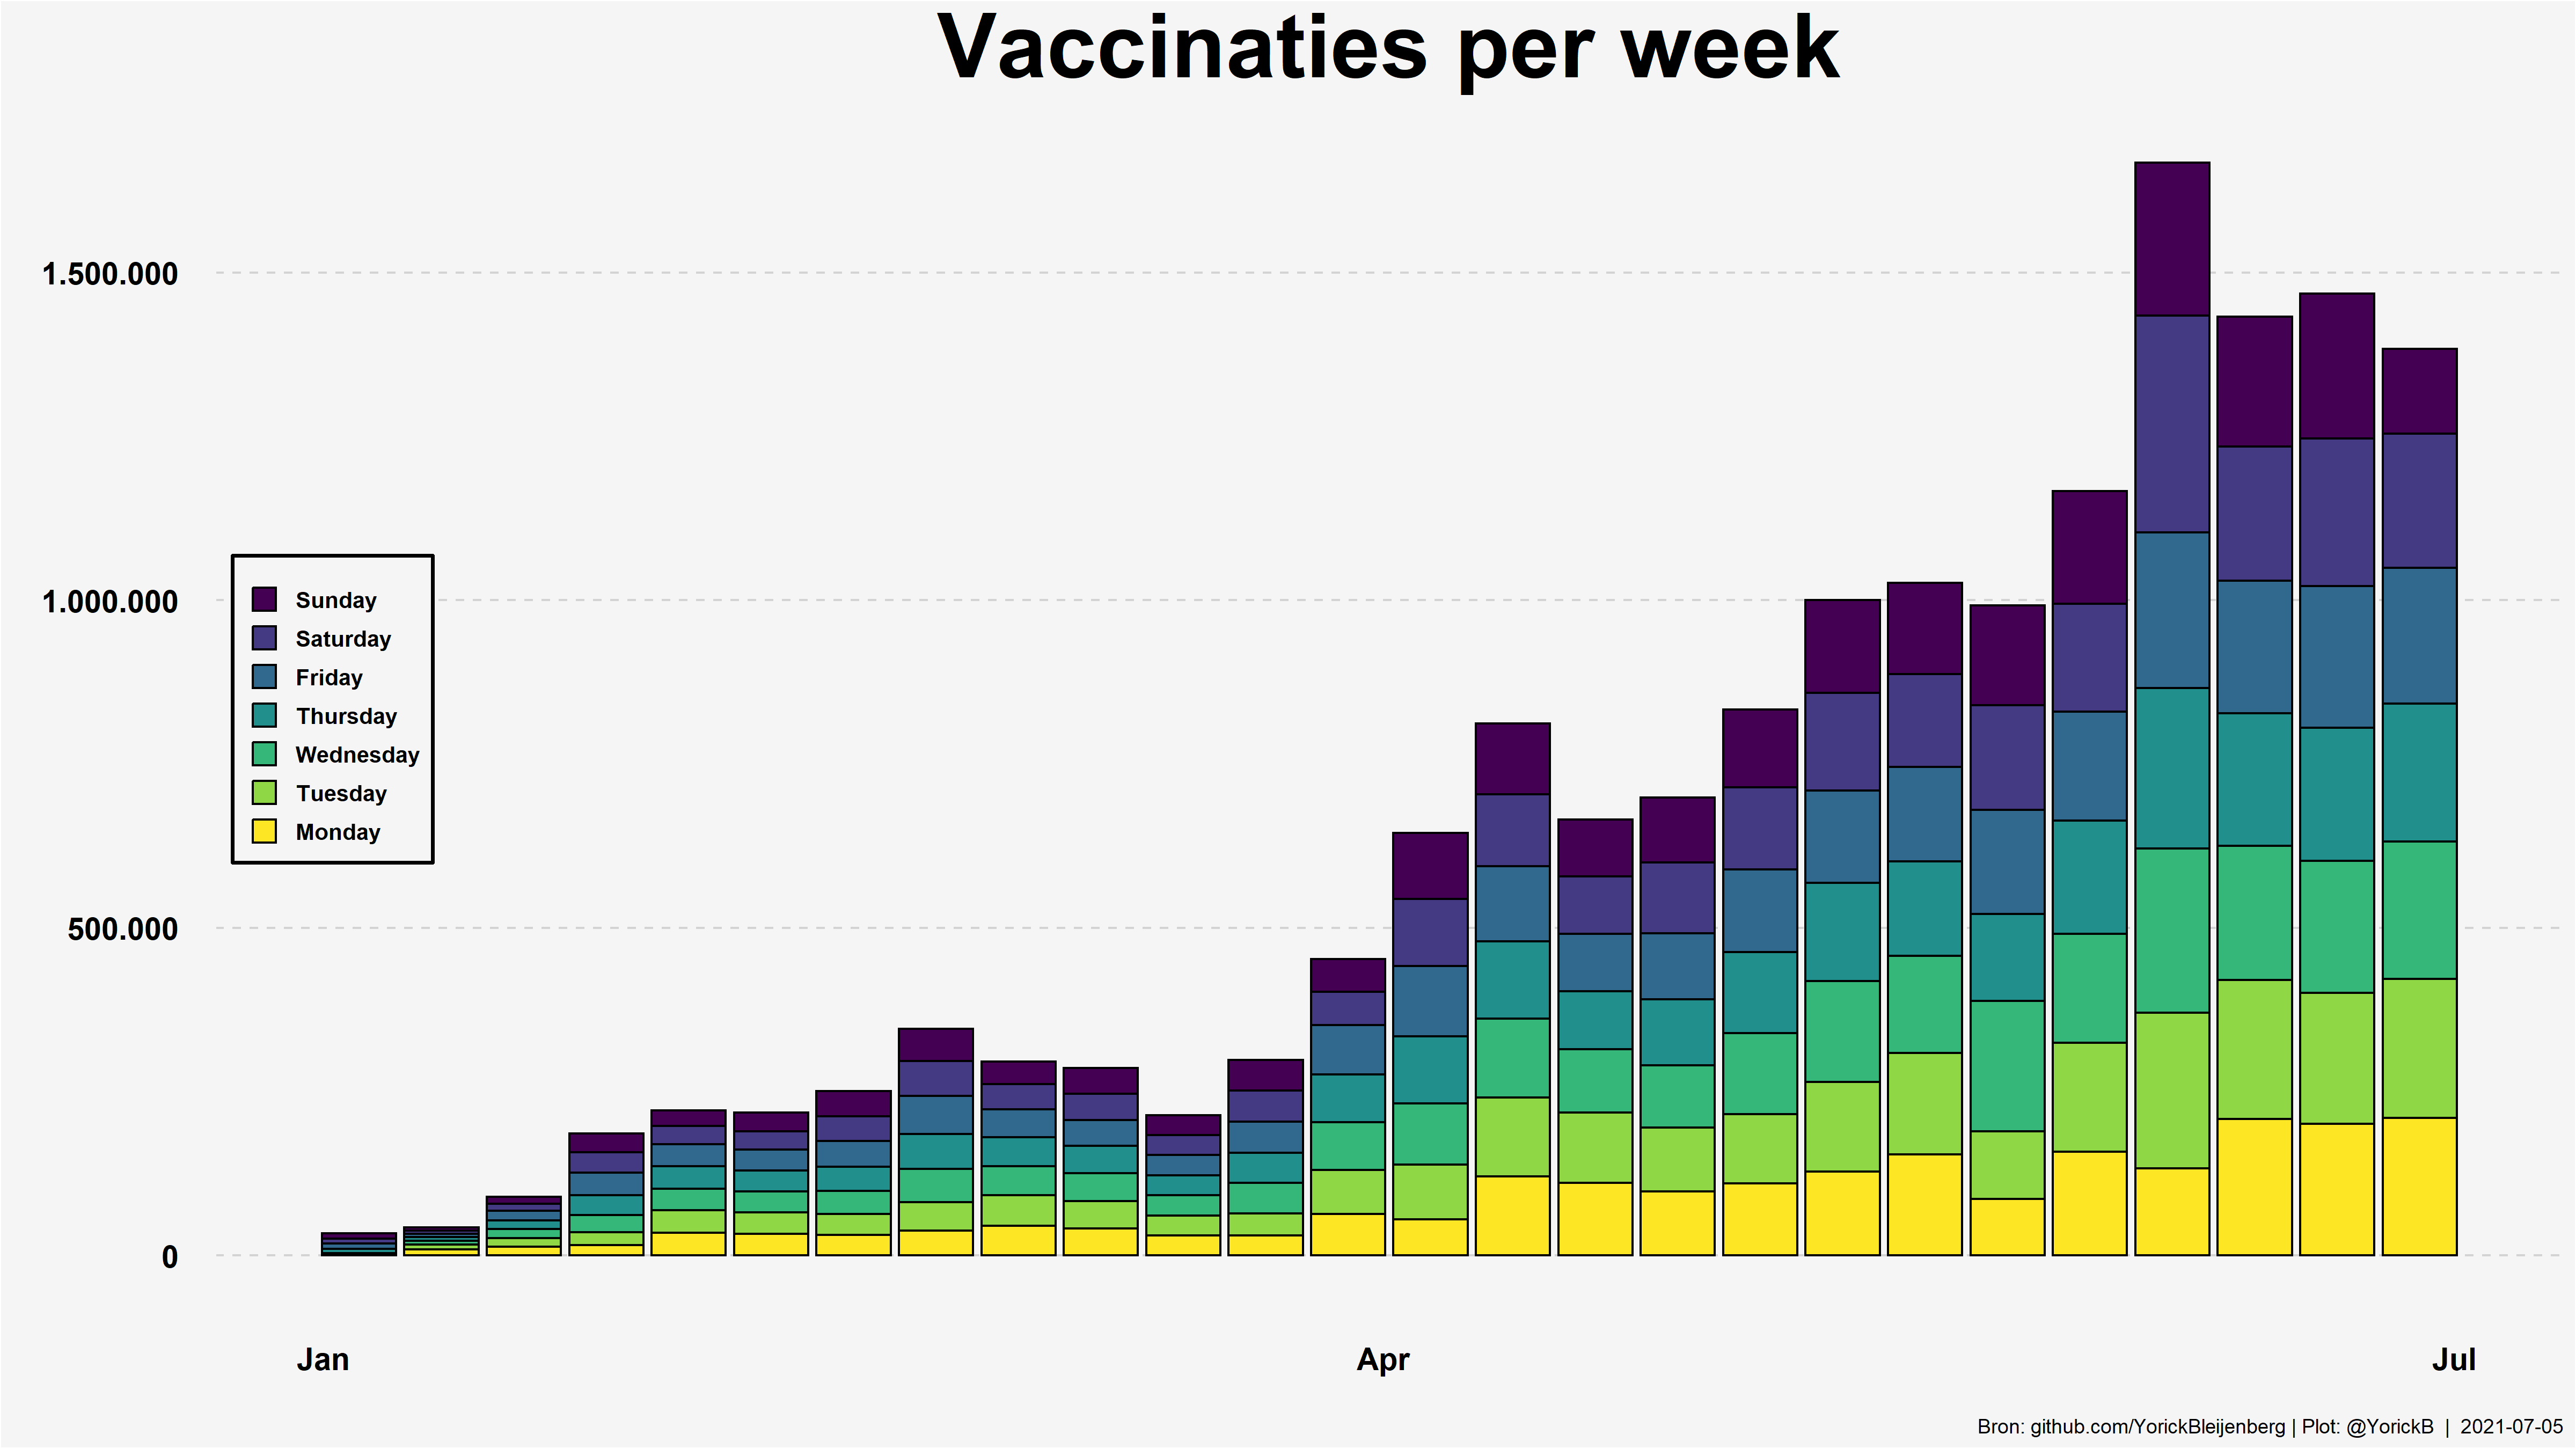 Vaccinaties per week
1.500.000
1.000.000
500.000
0
Sunday
Saturday
Friday
Thursday
Wednesday
Tuesday
Monday
Jan
Apr
Jul
Bron: github.com/YorickBleijenberg | Plot: @YorickB | 2021-07-05